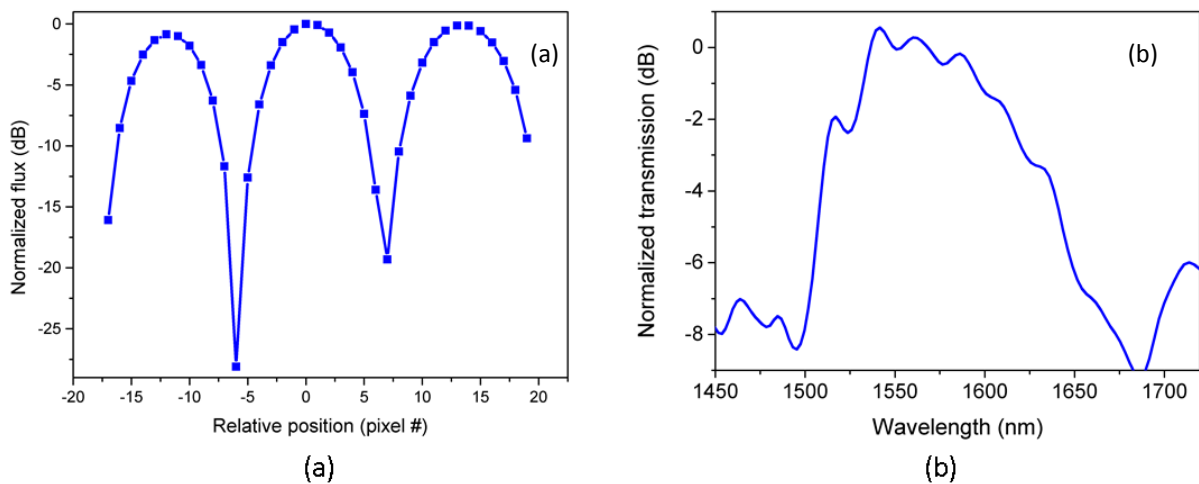 0
-5
-10
-15
-20
-25
-20 -15 -10 -5 0 5 10 15 20
Normalized flux (dB)
Relative position (pixel #)
(a)
(a)
0
-2
-4
-6
-8
1450 1500 1550 1600 1650 1700
Normalized transmission (dB)
Wavelength (nm)
(b)
(b)